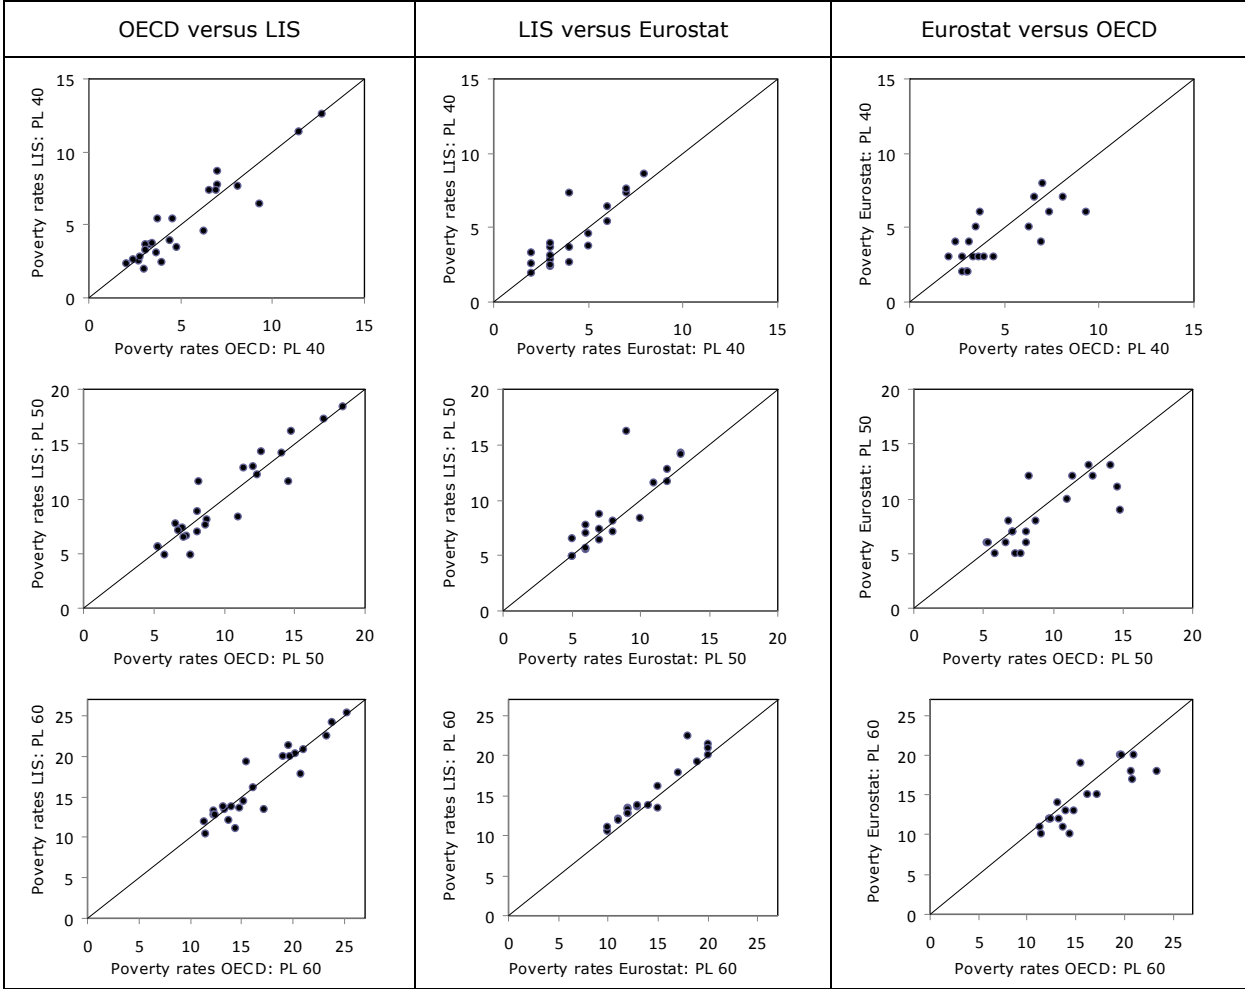 OECD versus LIS
LIS versus Eurostat
Eurostat versus OECD
Poverty rates LIS: PL 40
15
10
5
0
0 5 10 15
Poverty rates OECD: PL 40
Poverty rates LIS: PL 40
15
10
5
0
0 5 10 15
Poverty rates Eurostat: PL 40
Poverty Eurostat: PL 40
15
10
5
0
0 5 10 15
Poverty rates OECD: PL 40
Poverty rates LIS: PL 50
20
15
10
5
0
0 5 10 15 20
Poverty rates OECD: PL 50
Poverty rates LIS: PL 50
20
15
10
5
0
0 5 10 15 20
Poverty rates Eurostat: PL 50
Poverty Eurostat: PL 50
20
15
10
5
0
0 5 10 15 20
Poverty rates OECD: PL 50
Poverty rates LIS: PL 60
25
20
15
10
5
0
0 5 10 15 20 25
Poverty rates OECD: PL 60
Poverty rates LIS: PL 60
25
20
15
10
5
0
0 5 10 15 20 25
Poverty rates Eurostat: PL 60
Poverty Eurostat: PL 60
25
20
15
10
5
0
0 5 10 15 20 25
Poverty rates OECD: PL 60